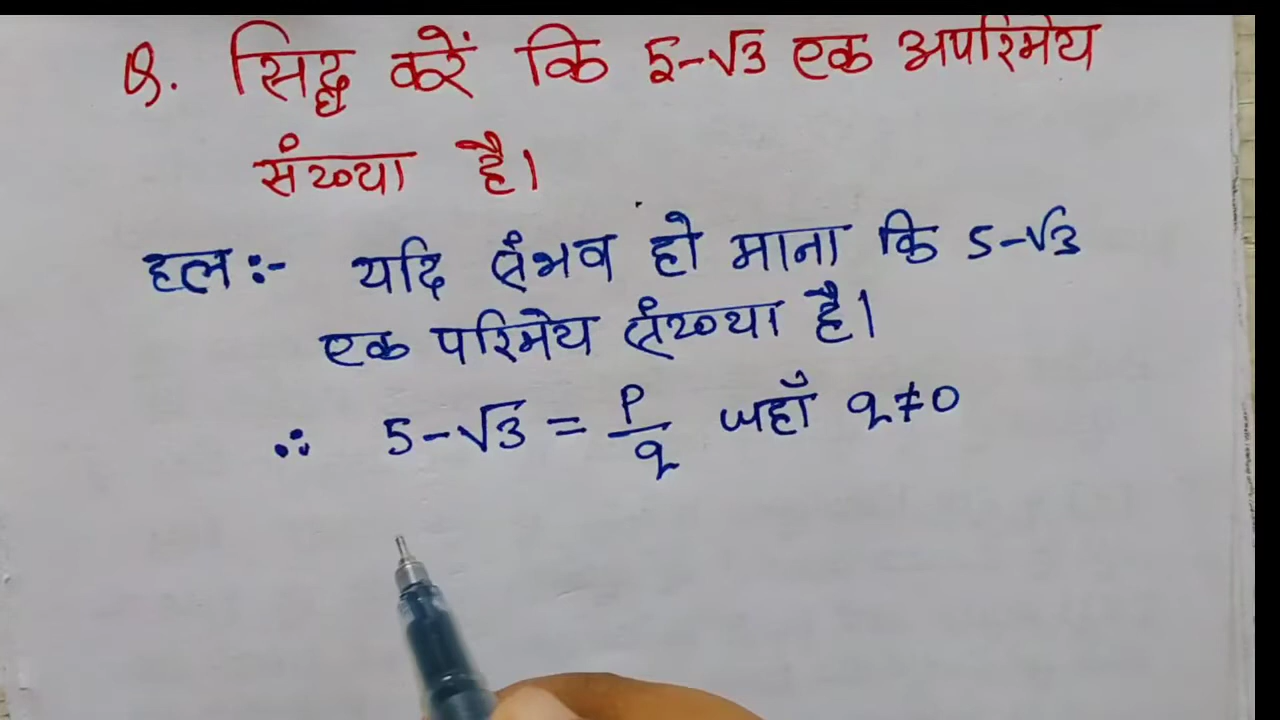 Q. सिद्ध करें कि 5-√3 एक अपरिमेय
संख्या है।
हल:- यदि संभव हो माना कि 5-√3
एक परिमेय संख्या है।
∴ 5-√3 = p/q जहाँ q≠0